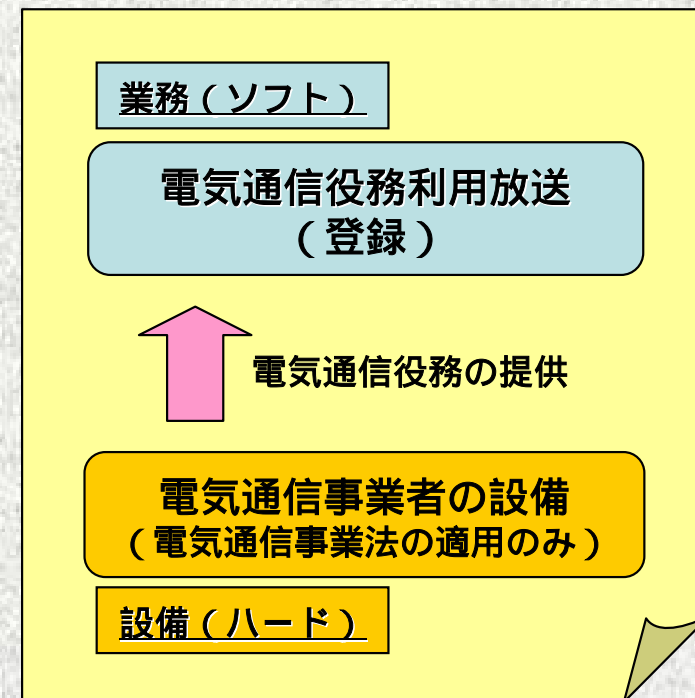 業務（ソフト）
電気通信役務利用放送
（登録）
電気通信役務の提供
電気通信事業者の設備
（電気通信事業法の適用のみ）
設備（ハード）